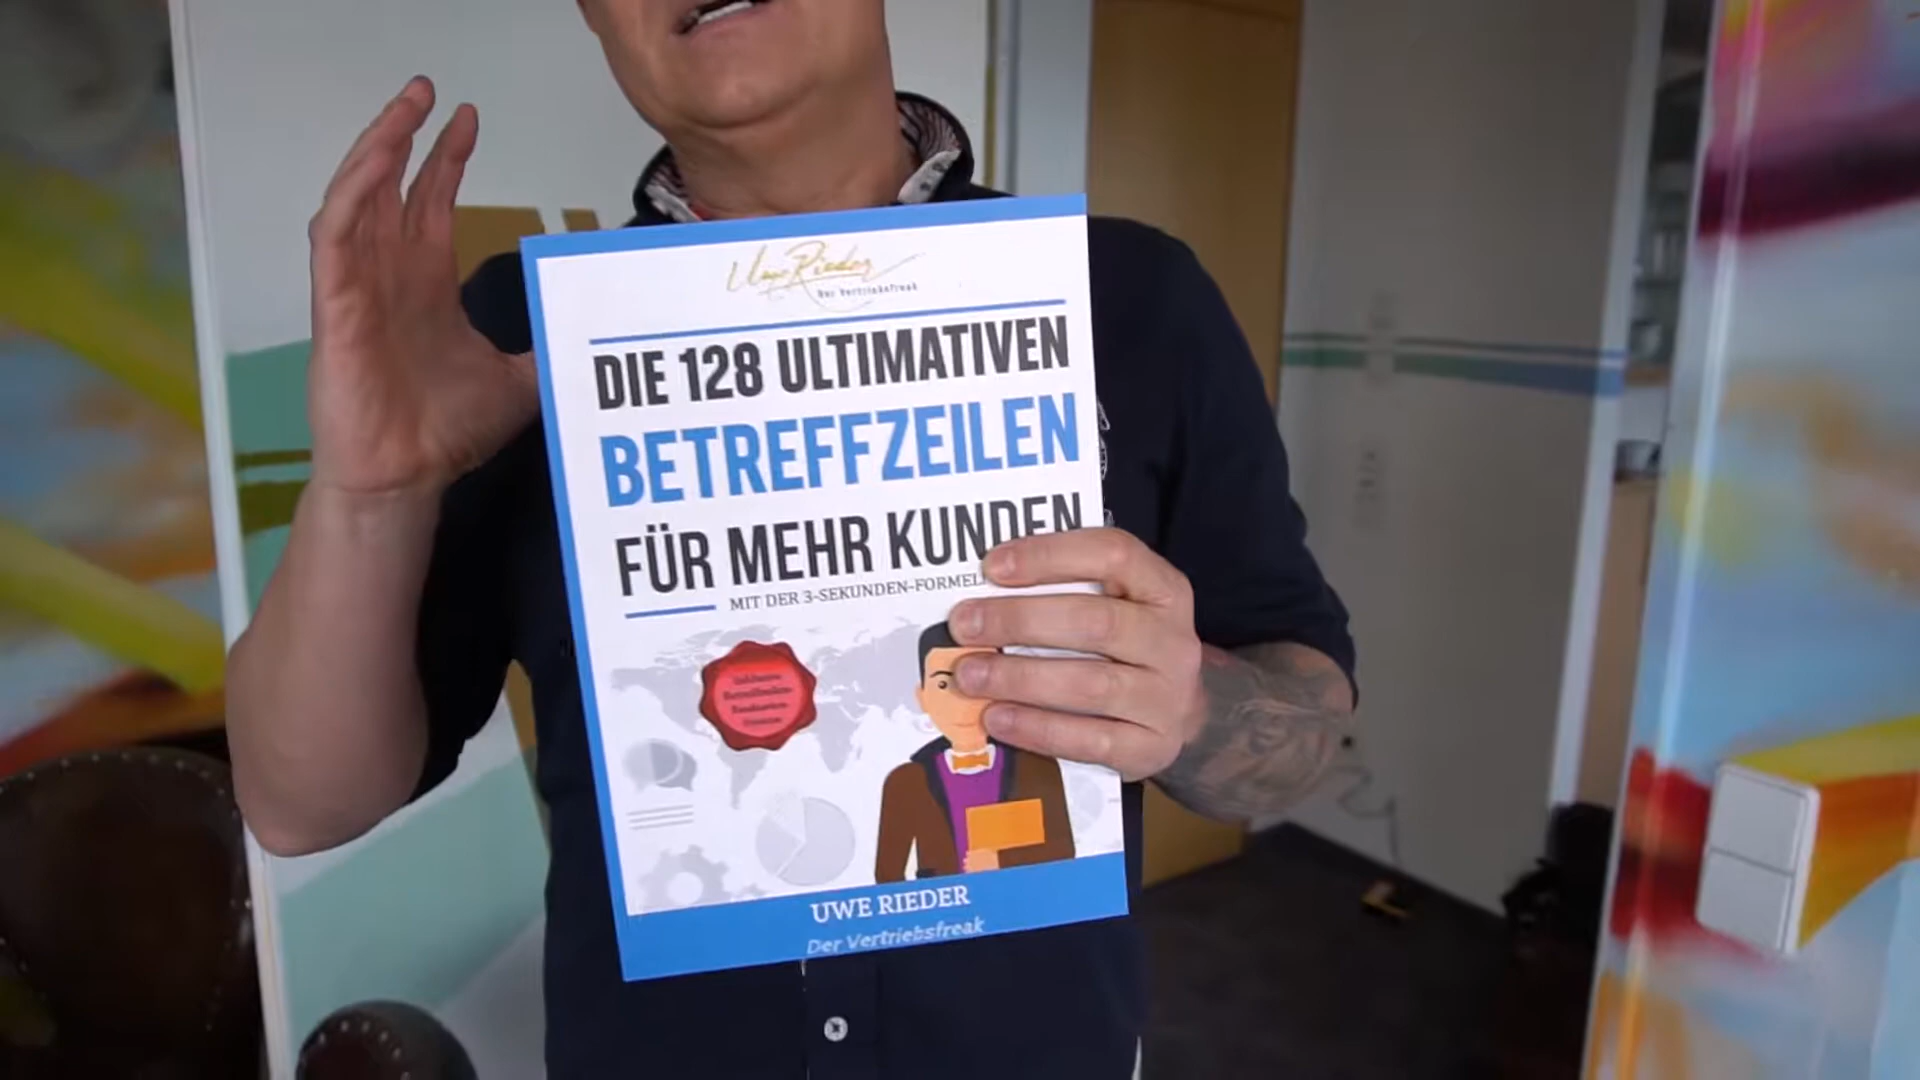 Uwe Rieder
Der Vertriebsfreak
DIE 128 ULTIMATIVEN
BETREFFZEILEN
FÜR MEHR KUNDEN
MIT DER 3-SEKUNDEN-FORMEL
UWE RIEDER
Der Vertriebsfreak